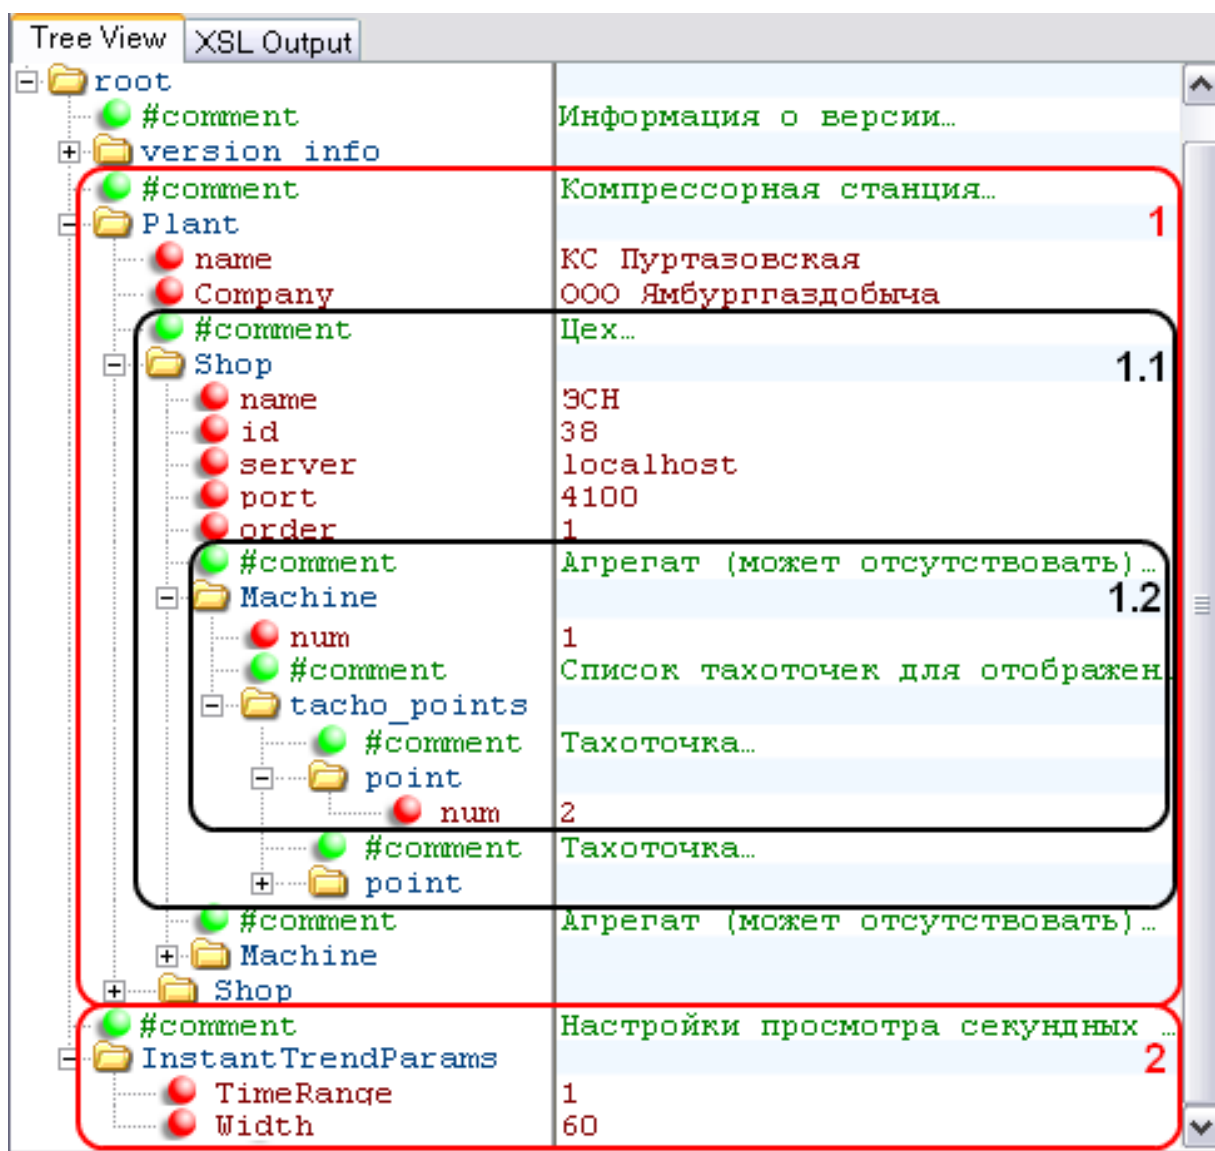 Tree View XSL Output
root
#comment Информация о версии…
version info
#comment Компрессорная станция…
Plant 1
name КС Пуртазовская
Company ООО Ямбурггаздобыча
#comment Цех…
Shop 1.1
name ЭСН
id 38
server localhost
port 4100
order 1
#comment Агрегат (может отсутствовать)…
Machine 1.2
num 1
#comment Список тахоточек для отображен
tacho_points
#comment Тахоточка…
point
num 2
#comment Тахоточка…
point
#comment Агрегат (может отсутствовать)…
Machine
Shop
#comment Настройки просмотра секундных …
InstantTrendParams 2
TimeRange 1
Width 60